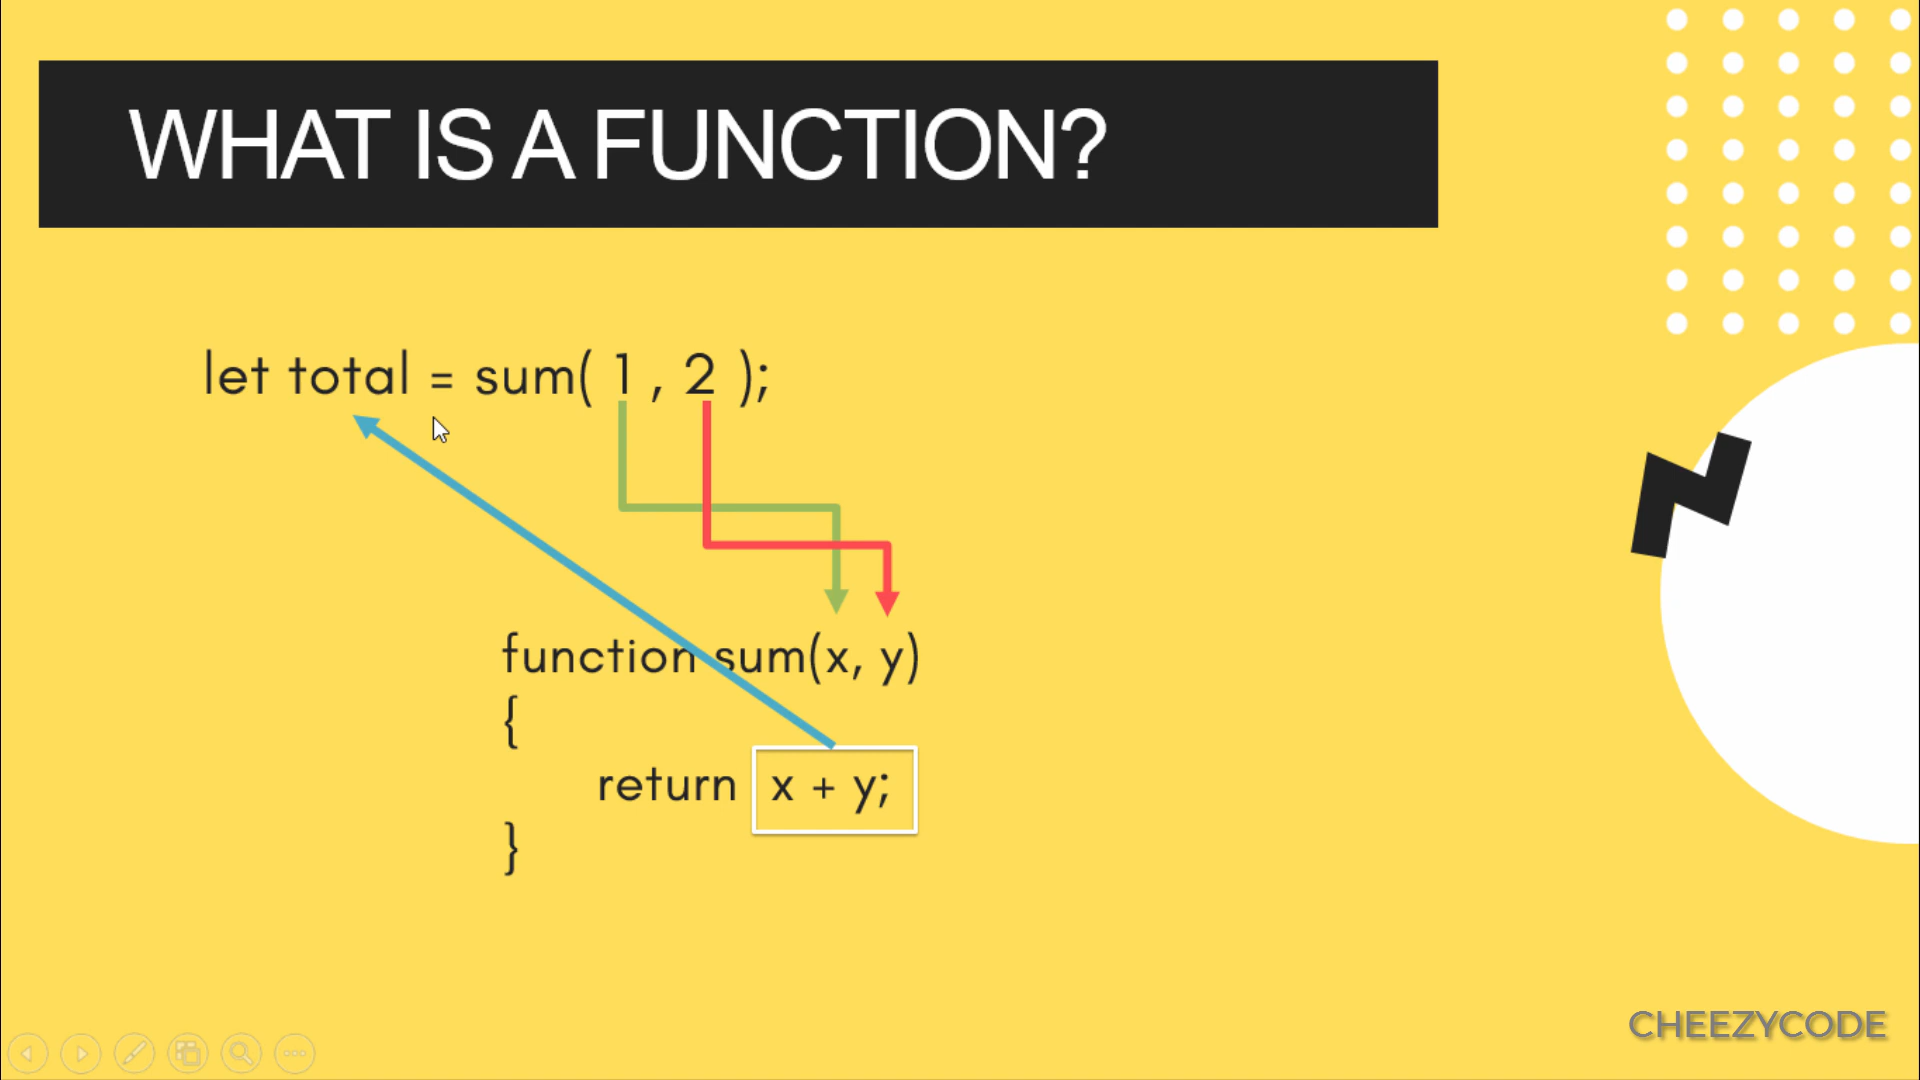 WHAT IS A FUNCTION?
let total = sum( 1 , 2 );
function sum(x, y)
{
return x + y;
}
CHEEZYCODE